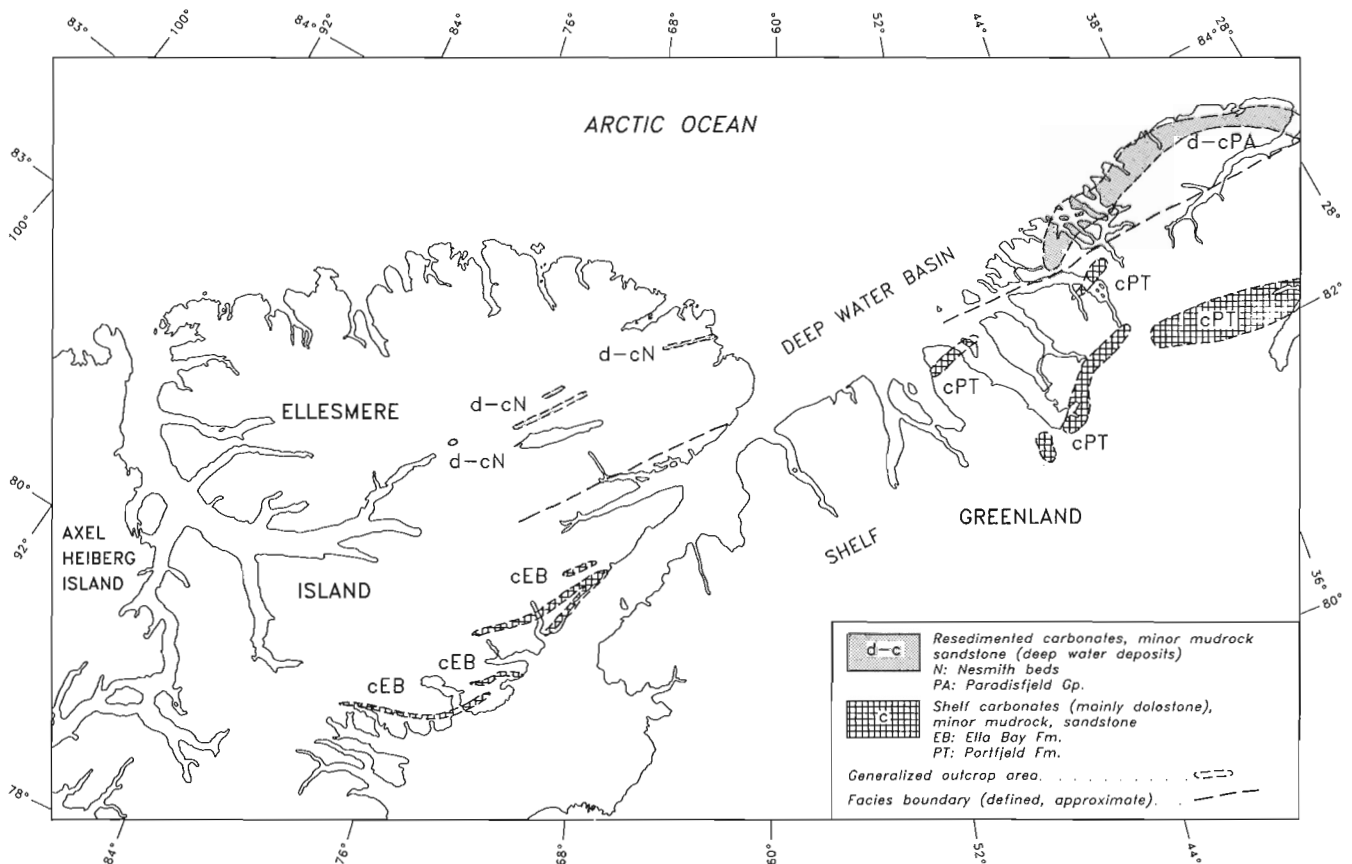 83°
100°
84°
92°
84°
76°
68°
60°
52°
44°
38°
84°
28°
ARCTIC OCEAN
83°
100°
d-cPA
28°
DEEP WATER BASIN
cPT
82°
cPT
d-cN
cPT
d-cN
ELLESMERE
cPT
d-cN
80°
92°
AXEL
HEIBERG
ISLAND
GREENLAND
SHELF
cEB
ISLAND
36°
80°
cEB
cEB
d-c
Resedimented carbonates, minor mudrock
sandstone (deep water deposits)
N: Nesmith beds
PA: Paradisfjeld Gp.
c
Shelf carbonates (mainly dolostone),
minor mudrock, sandstone
EB: Ella Bay Fm.
PT: Portfjeld Fm.
Generalized outcrop area. . . . . . . . . .
Facies boundary (defined, approximate). .
78°
84°
76°
68°
60°
52°
44°